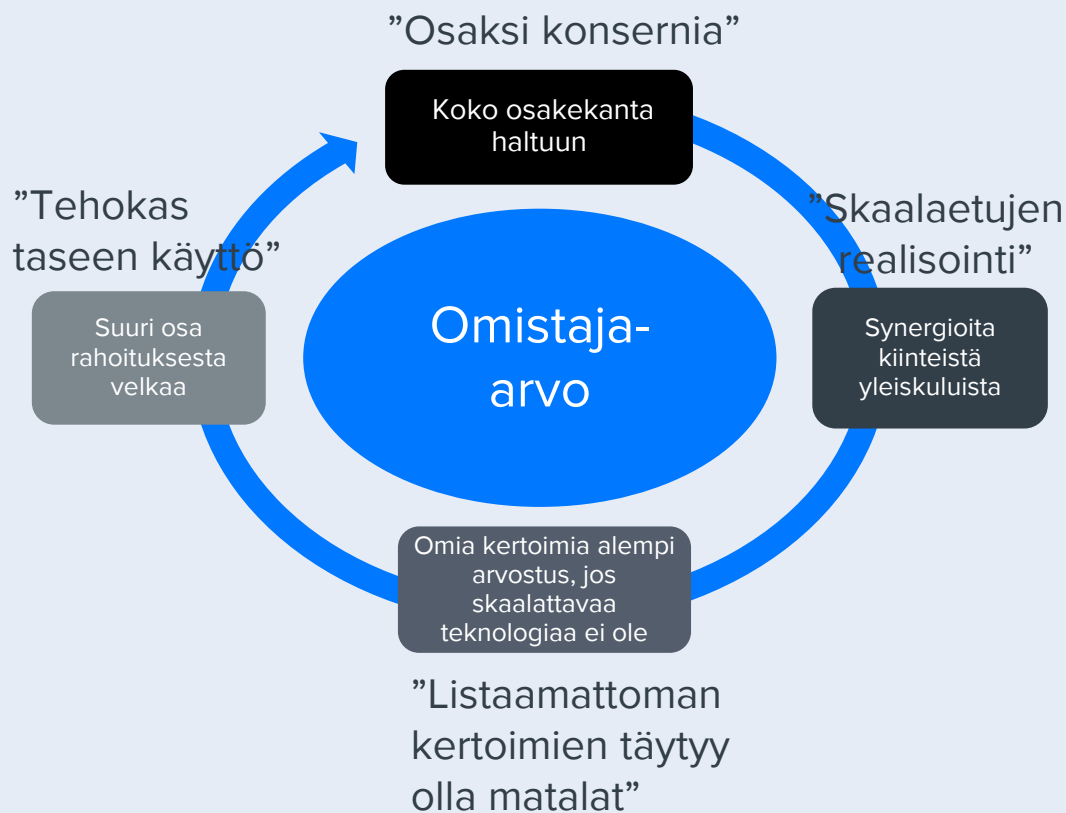 ”Osaksi konsernia”
Koko osakekanta
haltuun
”Skaalaetujen
realisointi”
Synergioita
kiinteistä
yleiskuluista
Omia kertoimia alempi
arvostus, jos
skaalattavaa
teknologiaa ei ole
”Listaamattoman
kertoimien täytyy
olla matalat”
”Tehokas
taseen käyttö”
Suuri osa
rahoituksesta
velkaa
Omistaja-
arvo